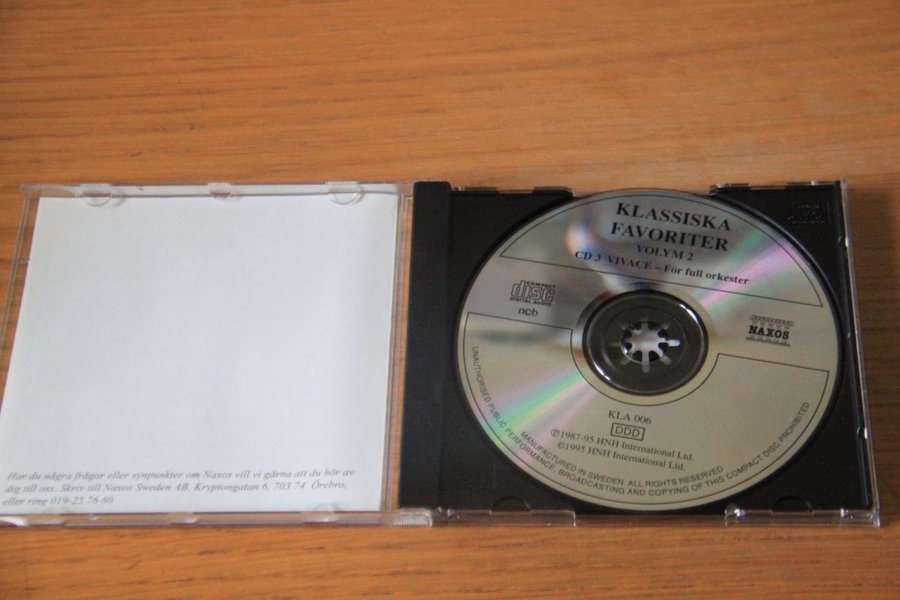 Har du några frågor eller synpunkter om Naxos vill vi gärna att du hör av
dig till oss. Skriv till Naxos Sweden AB, Kryptongatan 6, 703 74 Örebro,
eller ring 019-25 76 60.
KLASSISKA
FAVORITER
VOLYM 2
CD 3 VIVACE – För full orkester
COMPACT
disc
DIGITAL AUDIO
ncb
NAXOS
KLA 006
DDD
℗1987-95 HNH International Ltd.
©1995 HNH International Ltd.
MANUFACTURED IN SWEDEN. ALL RIGHTS RESERVED
UNAUTHORISED PUBLIC PERFORMANCE, BROADCASTING AND COPYING OF THIS COMPACT DISC PROHIBITED